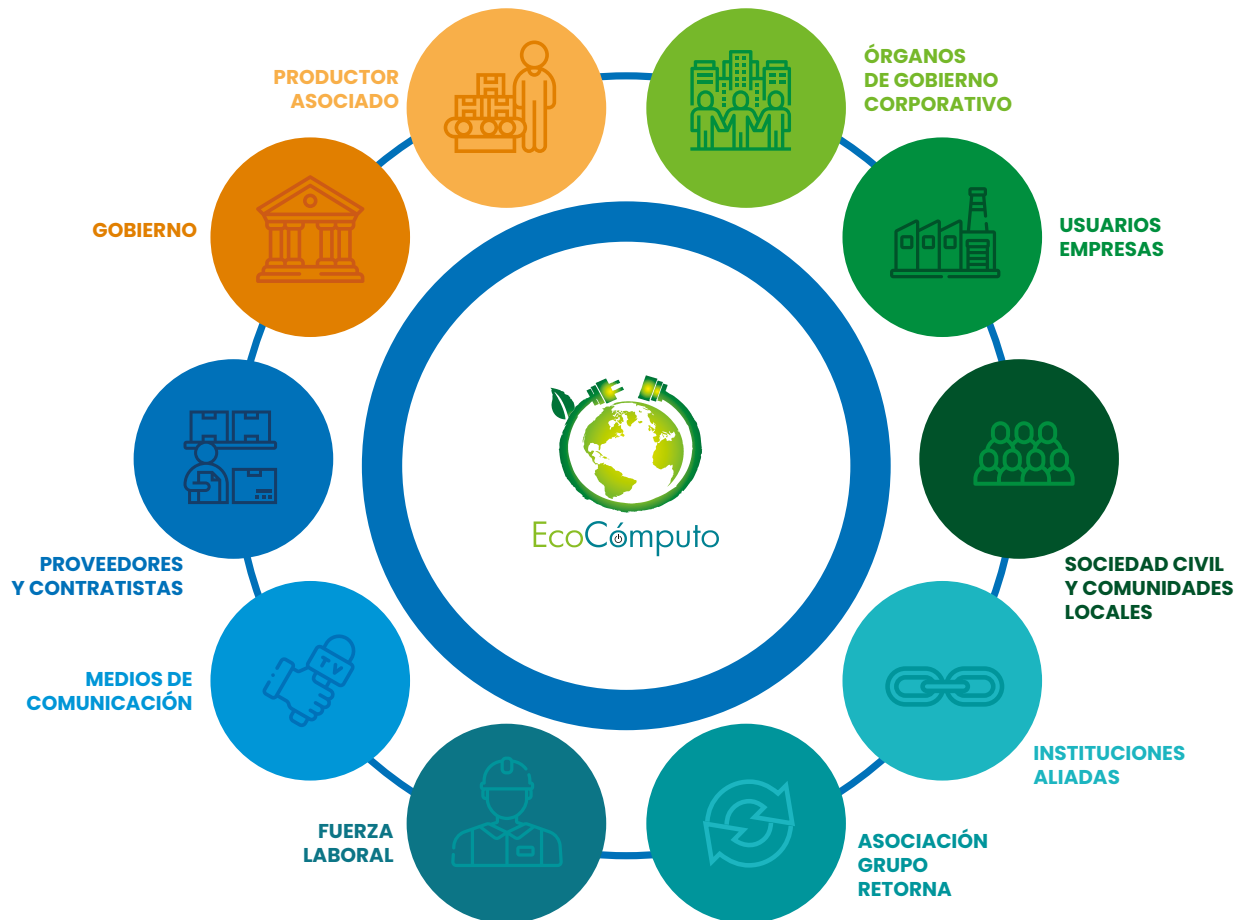 PRODUCTOR
ASOCIADO
ÓRGANOS
DE GOBIERNO
CORPORATIVO
GOBIERNO
USUARIOS
EMPRESAS
EcoCómputo
PROVEEDORES
Y CONTRATISTAS
SOCIEDAD CIVIL
Y COMUNIDADES
LOCALES
MEDIOS DE
COMUNICACIÓN
TV
INSTITUCIONES
ALIADAS
FUERZA
LABORAL
ASOCIACIÓN
GRUPO
RETORNA